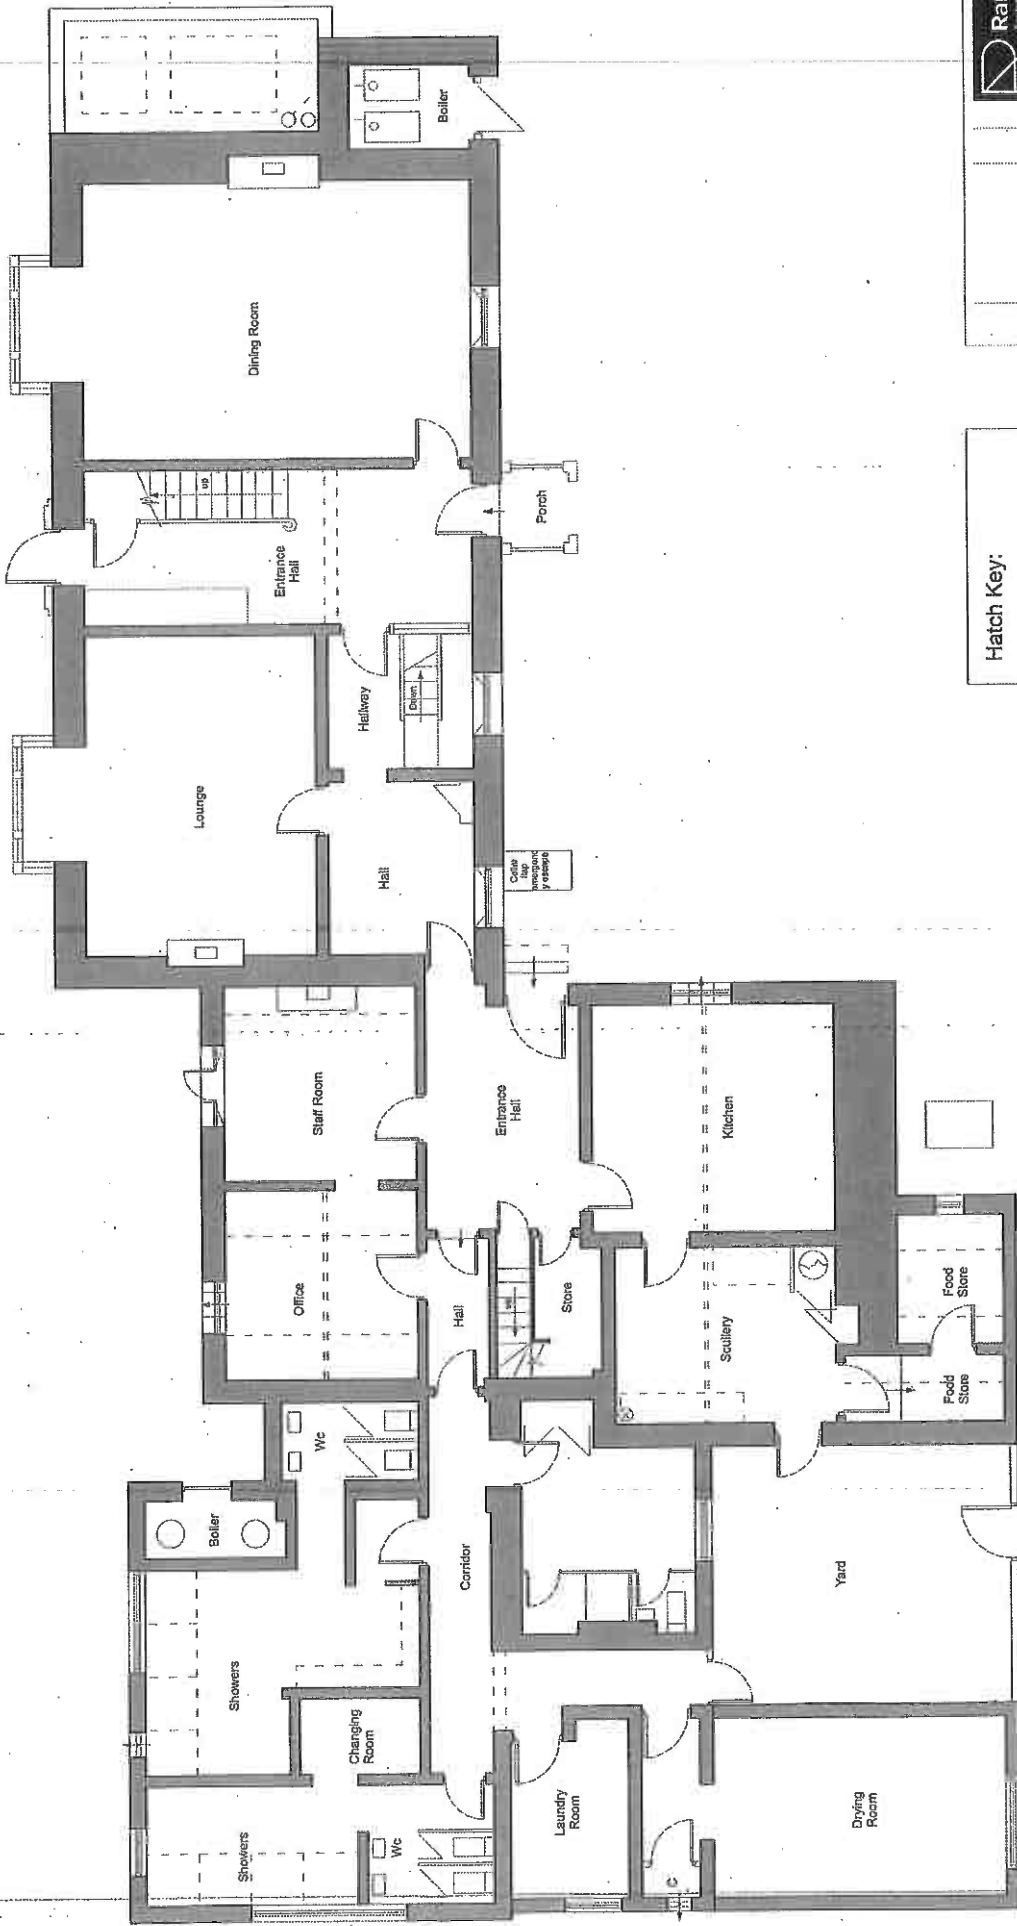 Boiler
Dining Room
up
Entrance
Hall
Porch
Lounge
Hallway
Down
Hall
flap
y escape
Staff Room
Entrance
Hall
Kitchen
Office
Hall
up
Store
Scullery
Food
Store
Food
Store
Wc
Boiler
Corridor
Yard
Showers
Changing
Room
Showers
Wc
Laundry
Room
Drying
Room
C
Hatch Key:
Ra